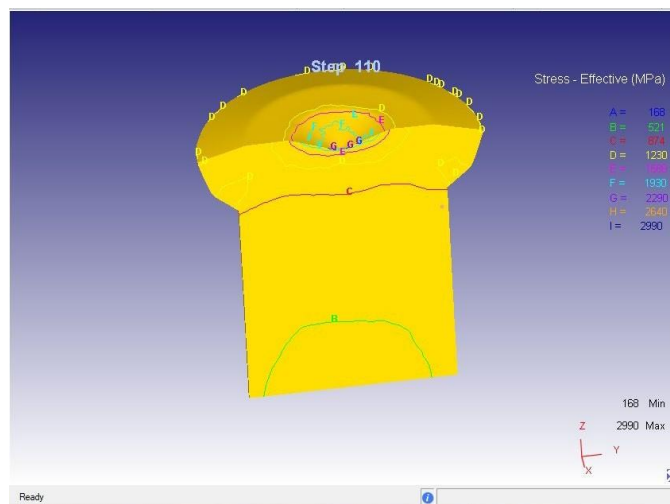 Step 110
Stress - Effective (MPa)
A = 168
B = 521
C = 874
D = 1230
E =
F = 1930
G = 2290
H = 2640
I = 2990
C
H
168 Min
2990 Max
Z
Y
X
Ready